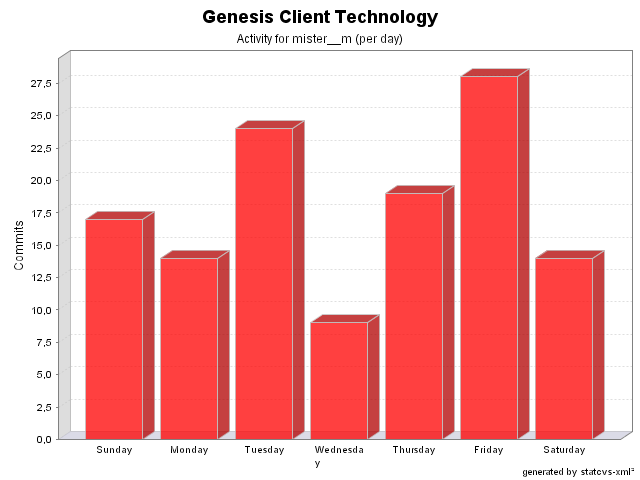 Genesis Client Technology
Activity for mister__m (per day)
Commits
27,5
25,0
22,5
20,0
17,5
15,0
12,5
10,0
7,5
5,0
2,5
0,0
Sunday Monday Tuesday Wednesda Thursday Friday Saturday
y
generated by statcvs-xml²